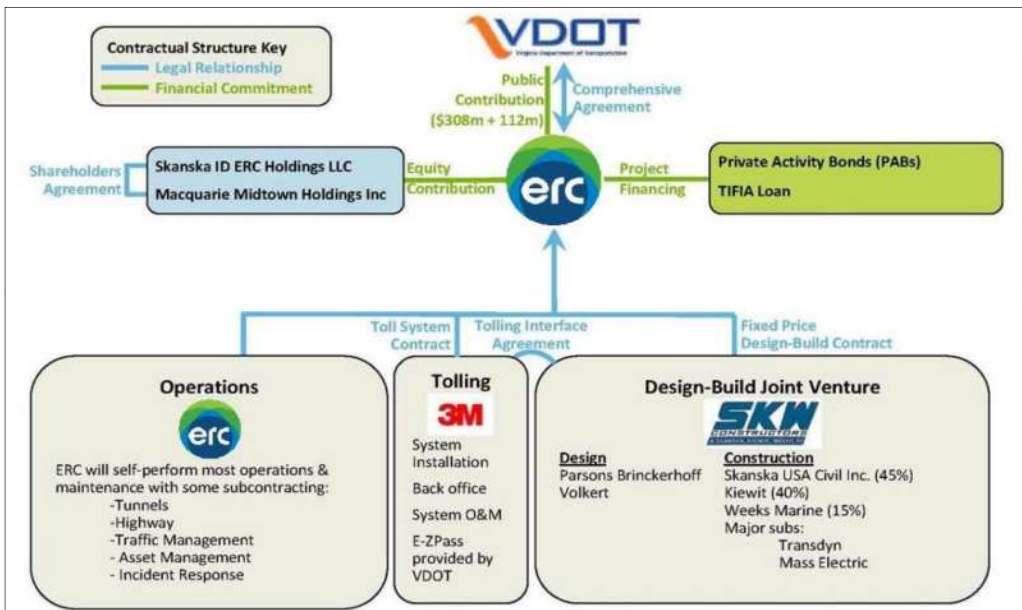 VDOT
Virginia Department of Transportation
Contractual Structure Key
Legal Relationship
Financial Commitment
Public
Contribution
($308m + 112m)
Comprehensive
Agreement
Shareholders
Agreement
Skanska ID ERC Holdings LLC
Macquarie Midtown Holdings Inc
Equity
Contribution
erc
Project
Financing
Private Activity Bonds (PABs)
TIFIA Loan
Toll System
Contract
Tolling Interface
Agreement
Fixed Price
Design-Build Contract
Operations
erc
ERC will self-perform most operations &
maintenance with some subcontracting:
-Tunnels
-Highway
-Traffic Management
- Asset Management
- Incident Response
Tolling
3M
System
Installation
Back office
System O&M
E-ZPass
provided by
VDOT
Design-Build Joint Venture
SKW
CONSTRUCTORS
Design
Parsons Brinckerhoff
Volkert
Construction
Skanska USA Civil Inc. (45%)
Kiewit (40%)
Weeks Marine (15%)
Major subs:
Transdyn
Mass Electric